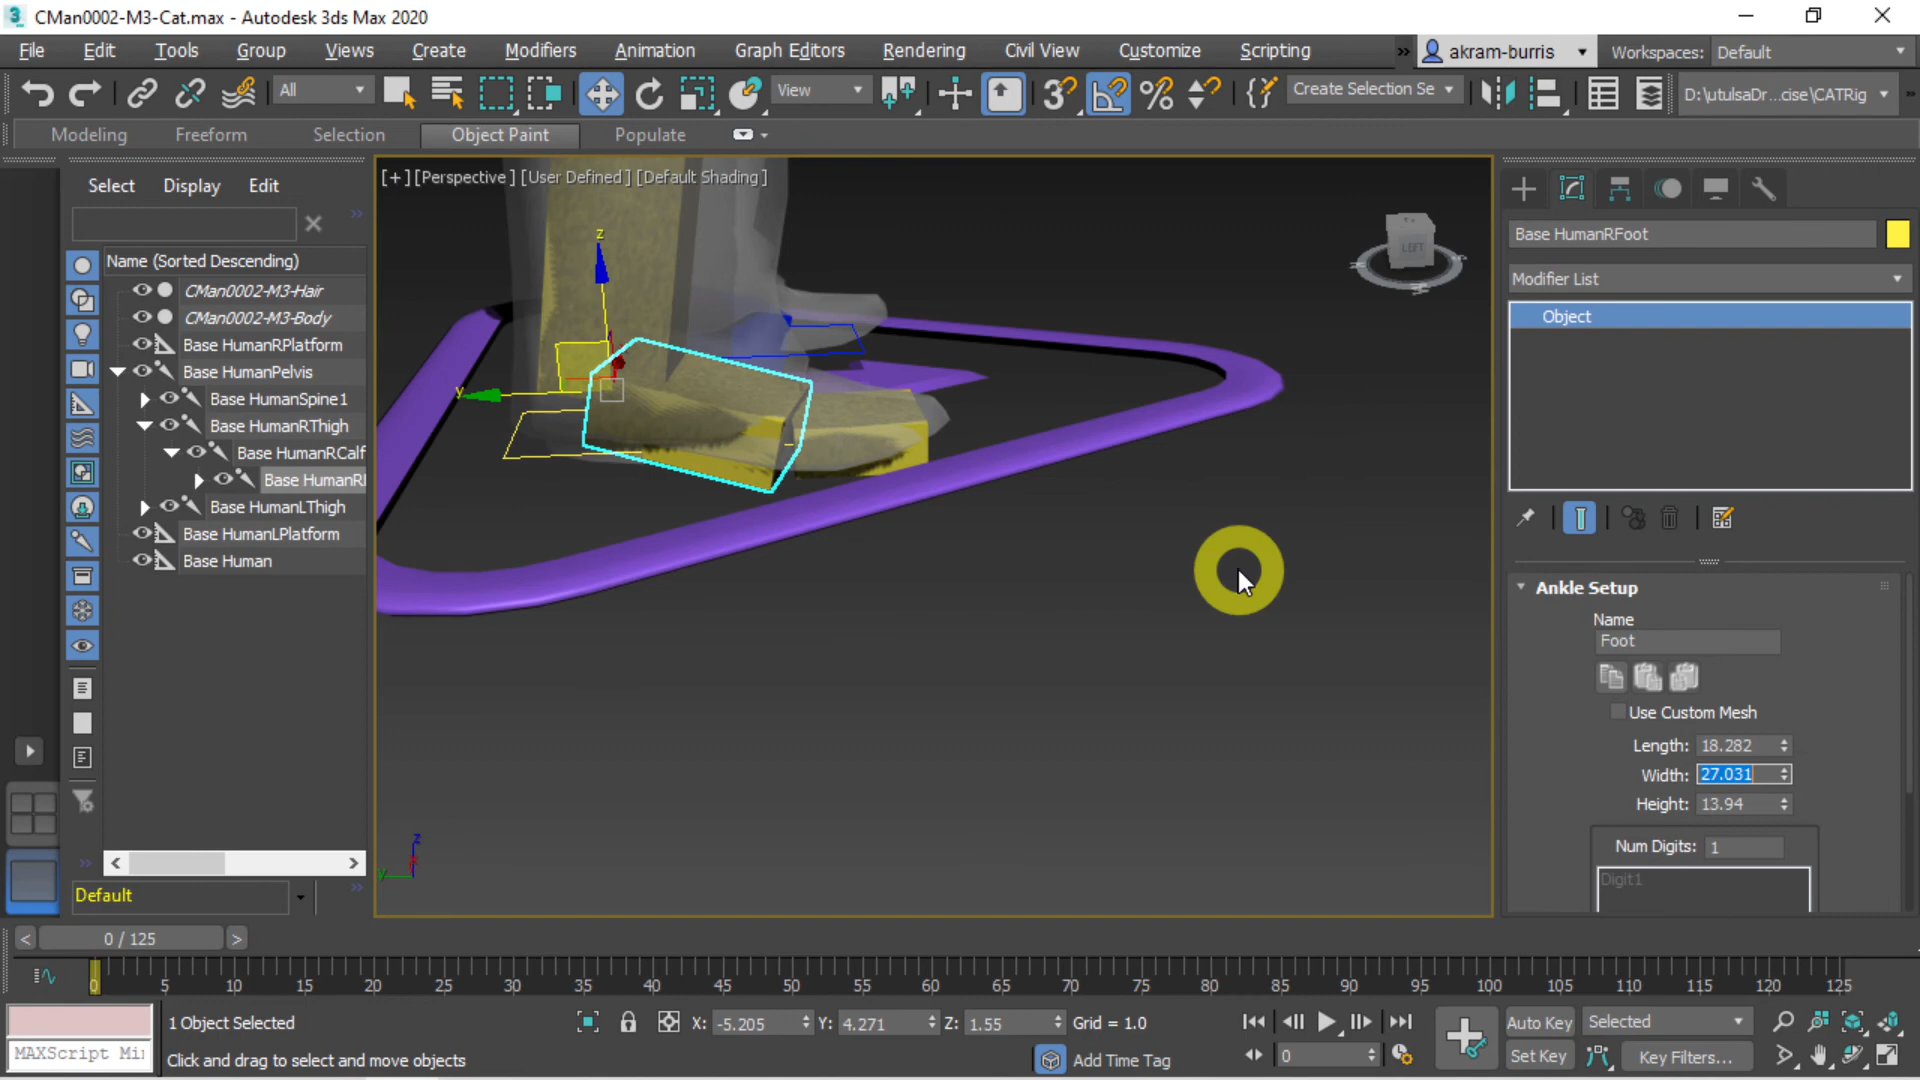 3 CMan0002-M3-Cat.max - Autodesk 3ds Max 2020
File Edit Tools Group Views Create Modifiers Animation Graph Editors Rendering Civil View Customize Scripting » akram-burris Workspaces: Default
All View Create Selection Se D:\utulsaDr...cise\CATRig
Modeling Freeform Selection Object Paint Populate
Select Display Edit
[+] [Perspective ] [User Defined ] [Default Shading ]
LEFT
Base HumanRFoot
Name (Sorted Descending)
Modifier List
CMan0002-M3-Hair
CMan0002-M3-Body
Object
Base HumanRPlatform
Base HumanPelvis
Base HumanSpine1
Base HumanRThigh
Base HumanRCalf
Base HumanRI
Base HumanLThigh
Base HumanLPlatform
Base Human
z
y
Ankle Setup
Name
Foot
Use Custom Mesh
Length: 18.282
Width: 27.031
Height: 13.94
Num Digits: 1
Digit1
z
x
y
Default
< 0 / 125 >
0 5 10 15 20 25 30 35 40 45 50 55 60 65 70 75 80 85 90 95 100 105 110 115 120 125
1 Object Selected X: -5.205 Y: 4.271 Z: 1.55 Grid = 1.0 Auto Key Selected
MAXScript Mi Click and drag to select and move objects Add Time Tag 0 Set Key Key Filters...